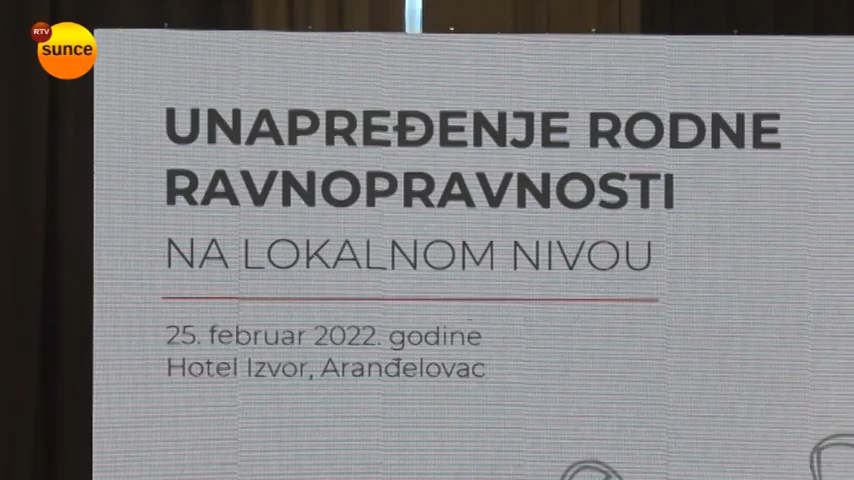 RTV
sunce
UNAPREĐENJE RODNE
RAVNOPRAVNOSTI
NA LOKALNOM NIVOU
25. februar 2022. godine
Hotel Izvor, Aranđelovac